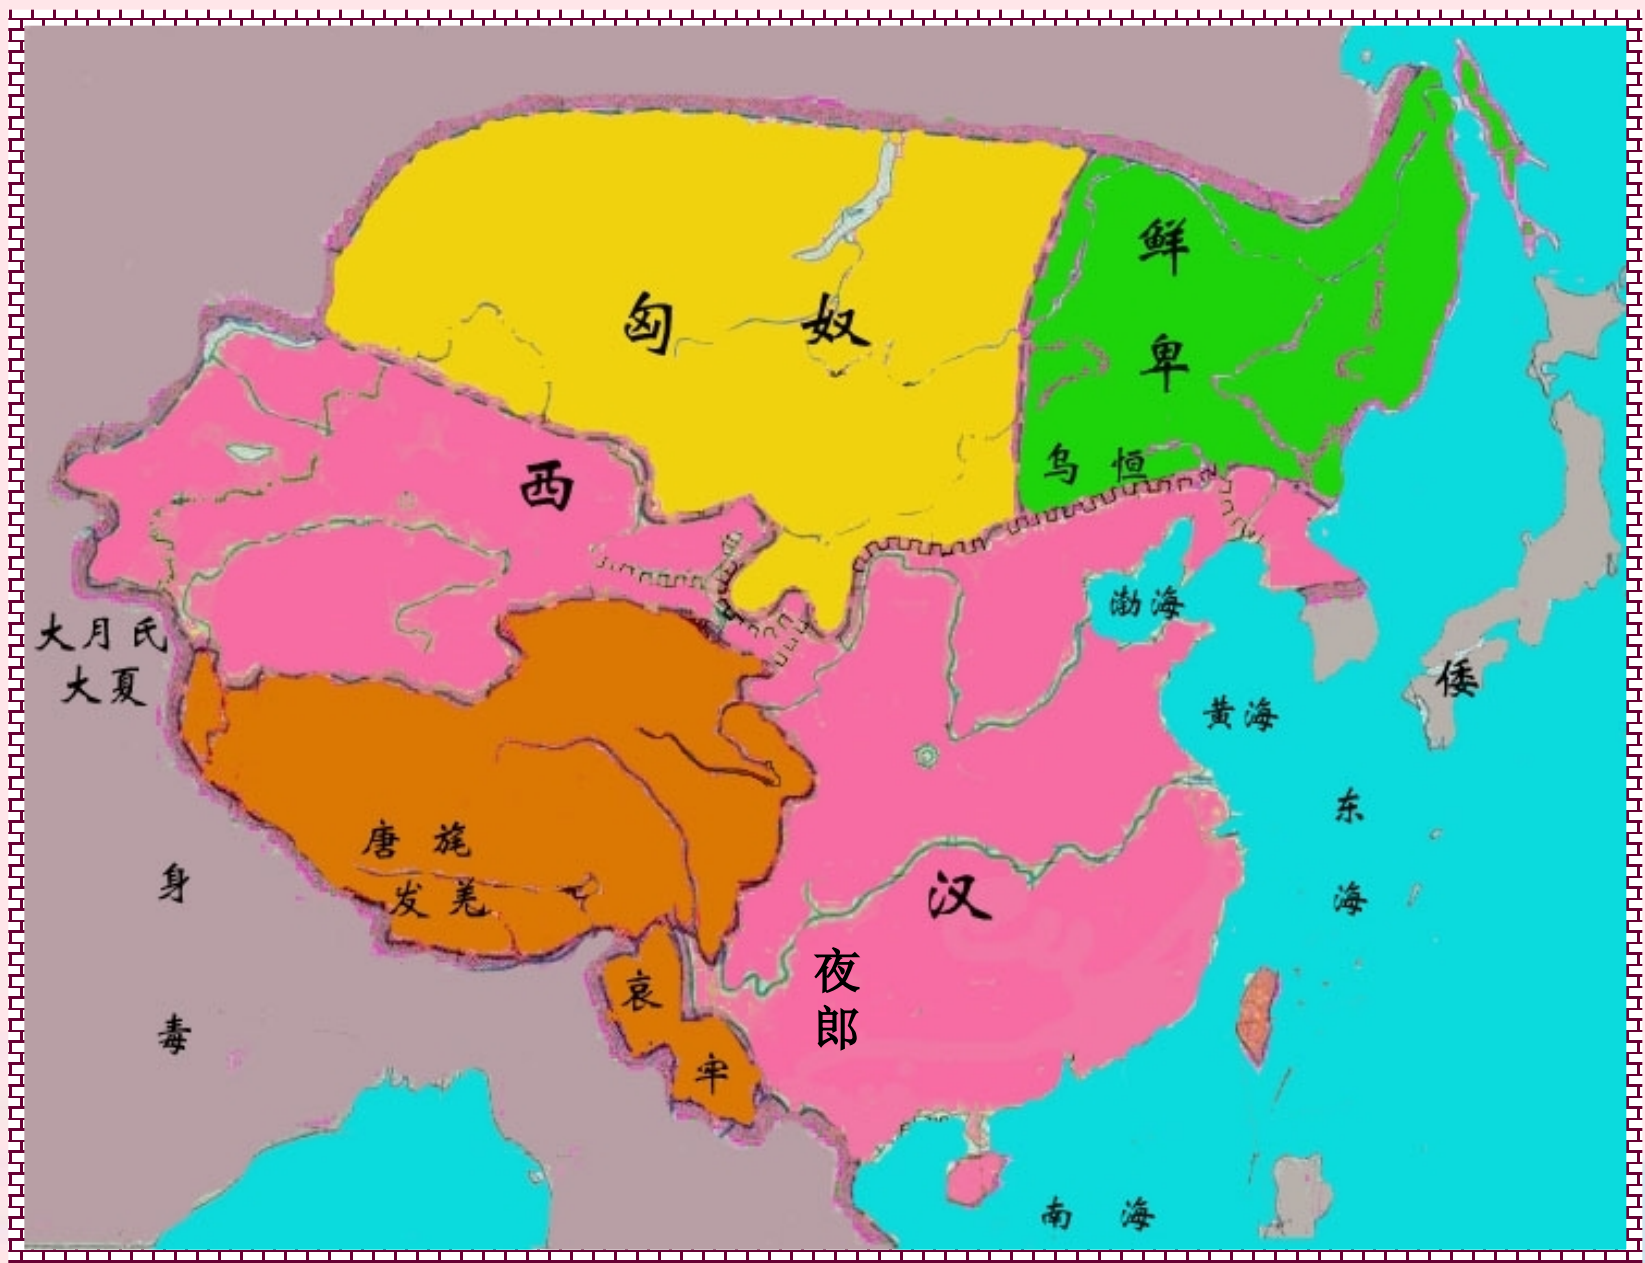 鲜
卑
匈 奴
乌 恒
西
渤海
大月氏
大夏
倭
黄海
东
海
唐 旄
发 羌
身
毒
汉
夜
郎
哀
牢
南 海